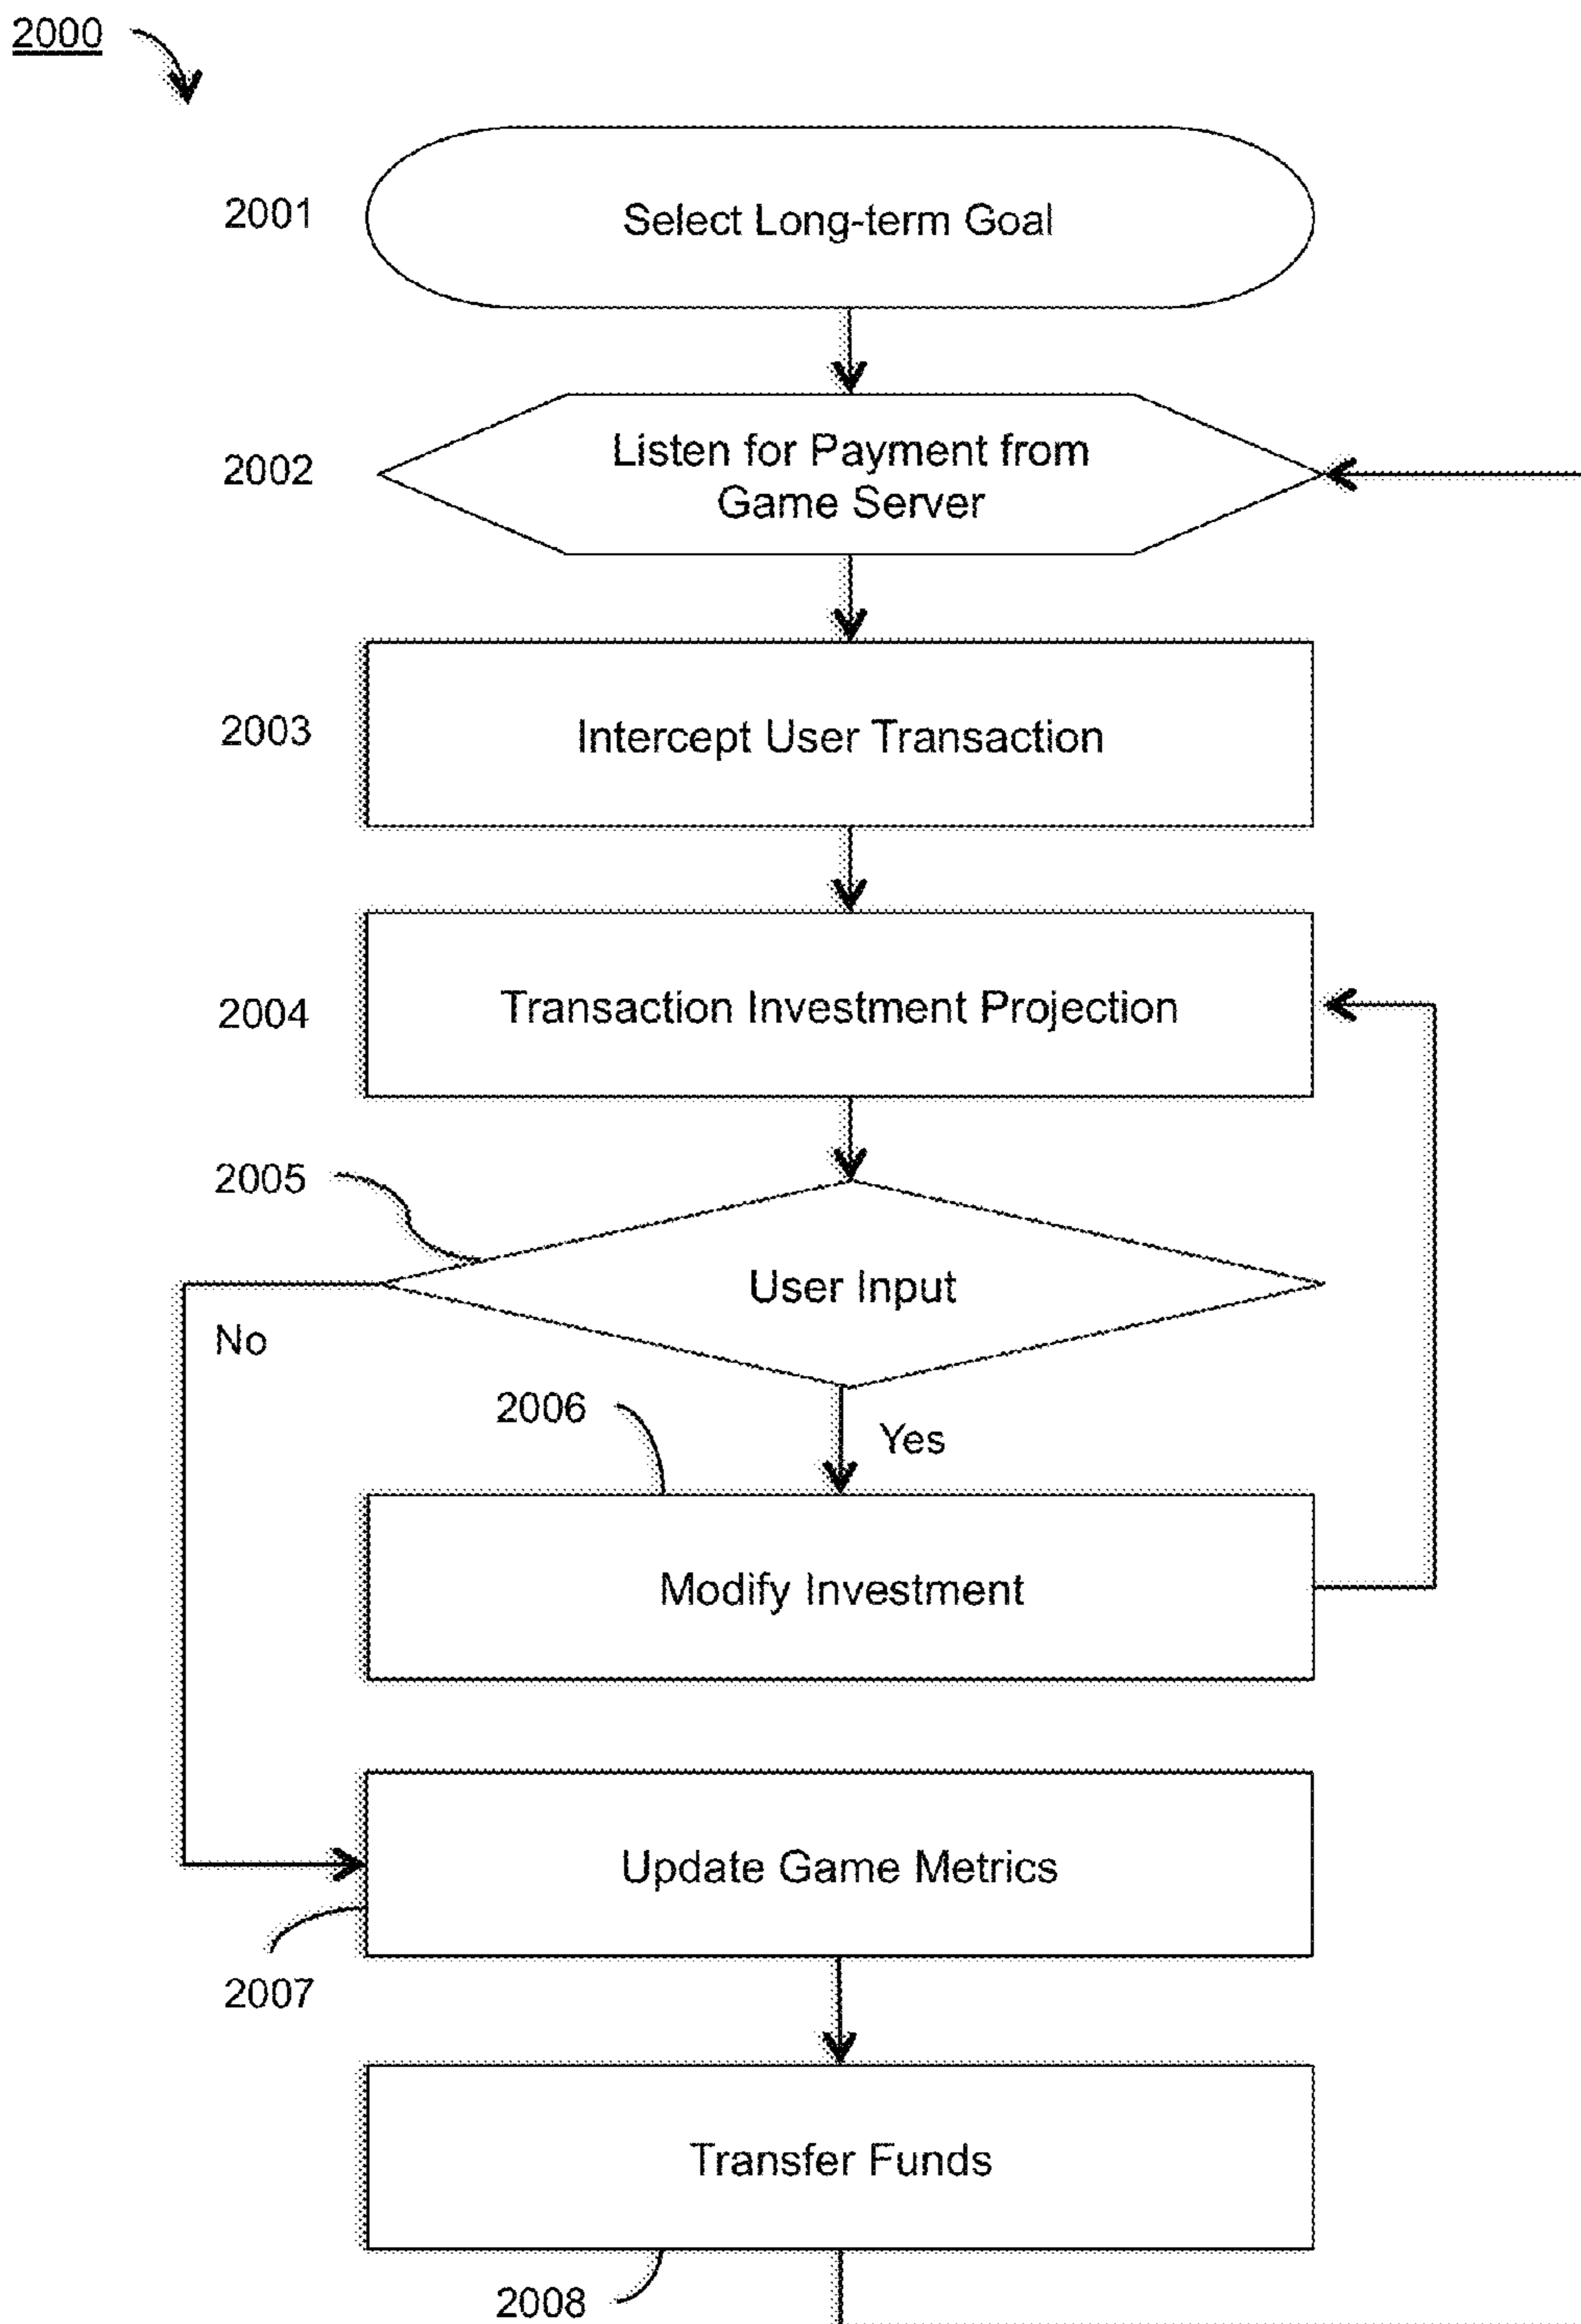 2000
2001
Select Long-term Goal
2002
Listen for Payment from
Game Server
2003
Intercept User Transaction
2004
Transaction Investment Projection
2005
User Input
No
Yes
2006
Modify Investment
Update Game Metrics
2007
Transfer Funds
2008